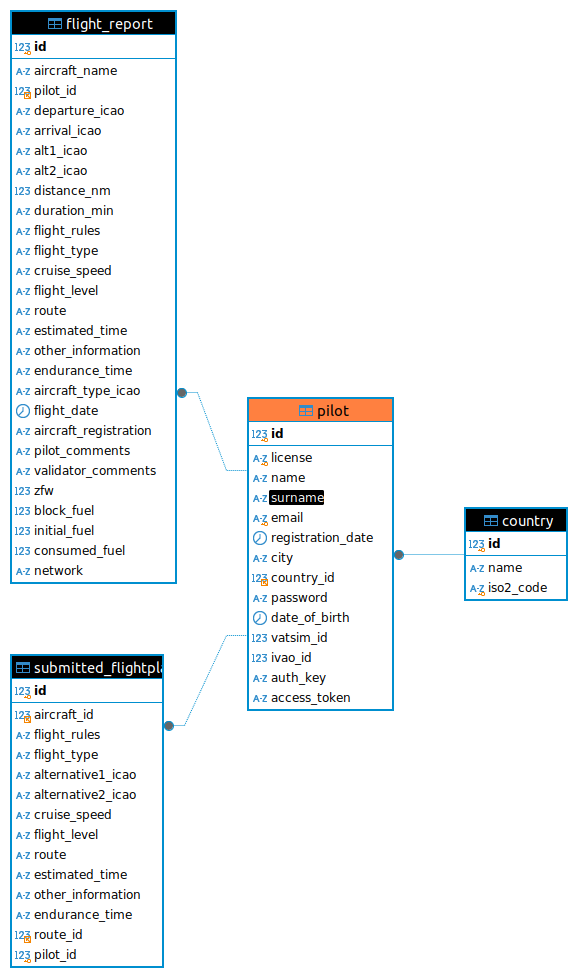 flight_report
123 id
A-Z aircraft_name
123 pilot_id
A-Z departure_icao
A-Z arrival_icao
A-Z alt1_icao
A-Z alt2_icao
123 distance_nm
123 duration_min
A-Z flight_rules
A-Z flight_type
A-Z cruise_speed
A-Z flight_level
A-Z route
A-Z estimated_time
A-Z other_information
A-Z endurance_time
A-Z aircraft_type_icao
flight_date
A-Z aircraft_registration
A-Z pilot_comments
A-Z validator_comments
123 zfw
123 block_fuel
123 initial_fuel
123 consumed_fuel
A-Z network
pilot
123 id
A-Z license
A-Z name
A-Z surname
A-Z email
registration_date
A-Z city
123 country_id
A-Z password
date_of_birth
123 vatsim_id
123 ivao_id
A-Z auth_key
A-Z access_token
country
123 id
A-Z name
A-Z iso2_code
submitted_flightpla
123 id
123 aircraft_id
A-Z flight_rules
A-Z flight_type
A-Z alternative1_icao
A-Z alternative2_icao
A-Z cruise_speed
A-Z flight_level
A-Z route
A-Z estimated_time
A-Z other_information
A-Z endurance_time
123 route_id
123 pilot_id